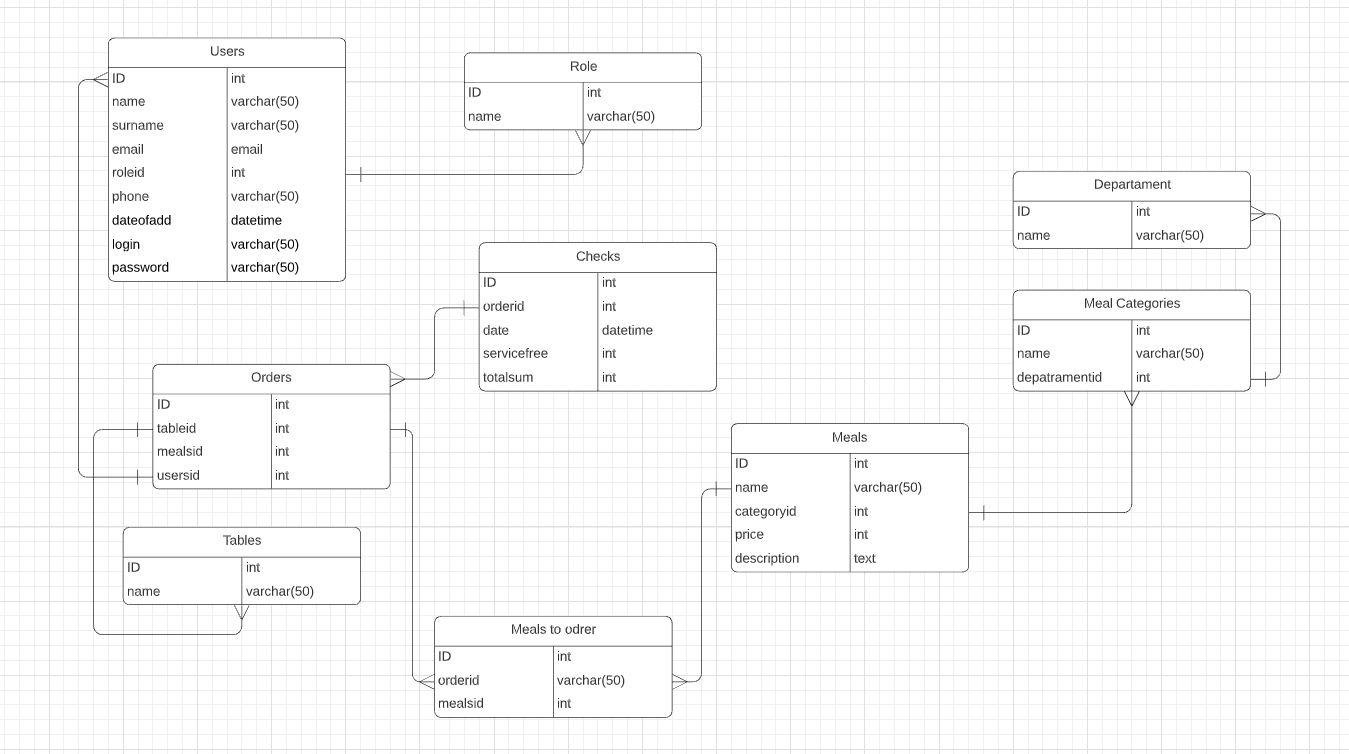 Users
ID int
name varchar(50)
surname varchar(50)
email email
roleid int
phone varchar(50)
dateofadd datetime
login varchar(50)
password varchar(50)
Role
ID int
name varchar(50)
Departament
ID int
name varchar(50)
Checks
ID int
orderid int
date datetime
servicefree int
totalsum int
Meal Categories
ID int
name varchar(50)
depatramentid int
Orders
ID int
tableid int
mealsid int
usersid int
Meals
ID int
name varchar(50)
categoryid int
price int
description text
Tables
ID int
name varchar(50)
Meals to odrer
ID int
orderid varchar(50)
mealsid int